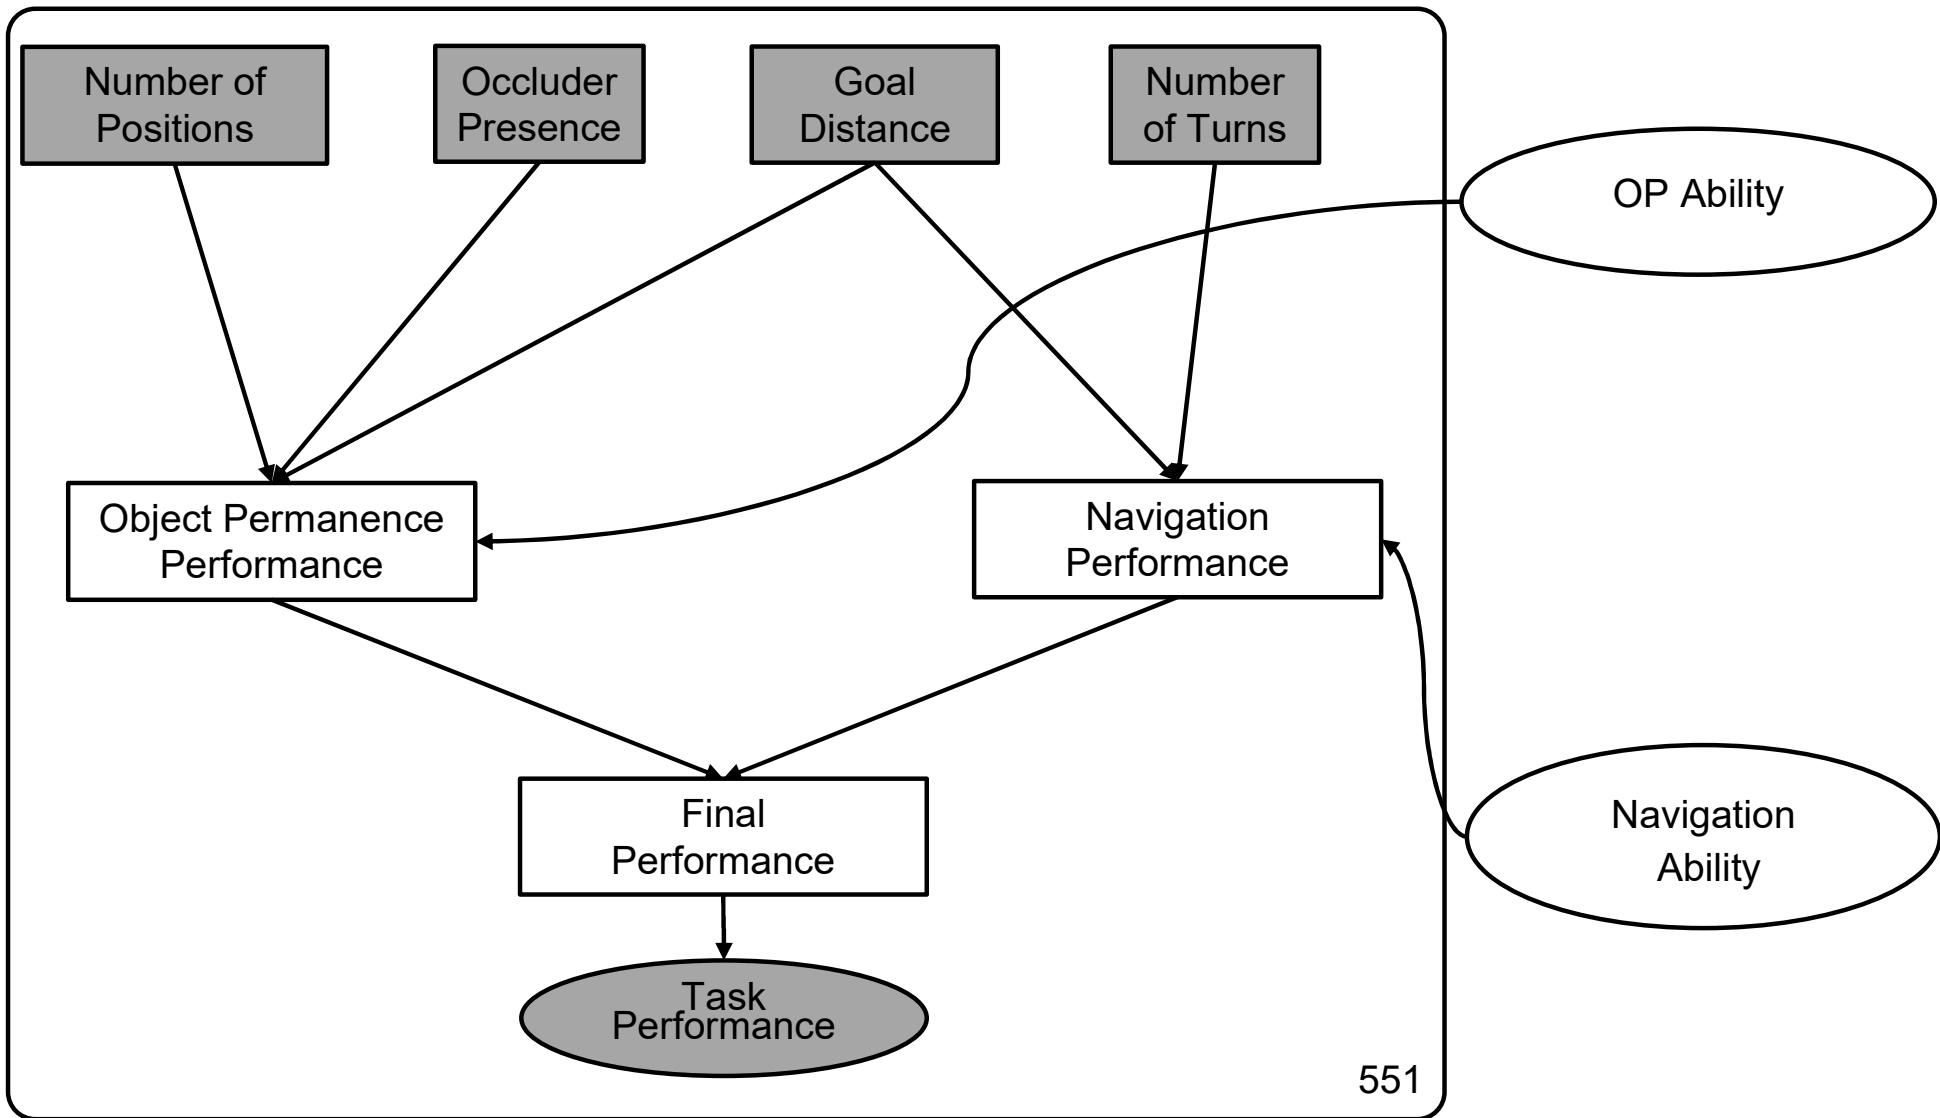 Number of
Positions
Occluder
Presence
Goal
Distance
Number
of Turns
OP Ability
Object Permanence
Performance
Navigation
Performance
Final
Performance
Navigation
Ability
Task
Performance
551